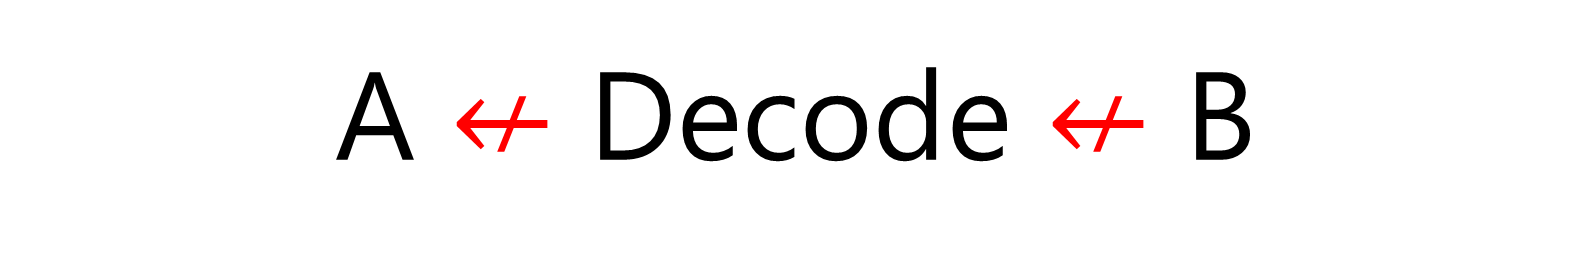 A ↚ Decode ↚ B